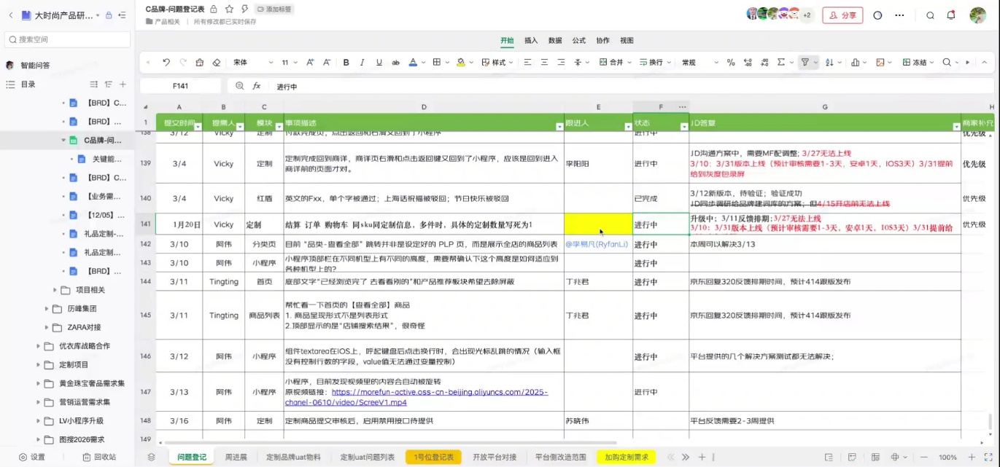 大时尚产品研...
C品牌-问题登记表
添加标签
产品相关
所有修改都已实时保存
+2
分享
搜索空间
智能问答
目录
【BRD】C...
【BRD】...
C品牌-问...
关键能...
【BRD】C...
【业务需...
【12/05】...
礼品定制-...
礼品定制...
【BRD】...
项目相关
历峰集团
ZARA对接
优衣库战略合作
定制项目
黄金珠宝奢品需求集
营销运营需求集
LV小程序升级
图搜2026需求
设置
回收站
开始 插入 数据 公式 协作 视图
宋体 11 B I U ab A 样式 合并 换行 常规 % Σ 冻结
F141 fx 进行中
A B C D E F G H
1 提交时间 提需人 模块 事项描述 跟进人 状态 JD答复 商家补充
138 3/12 Vicky 定制 付款完成页，点击返回和右滑又回到了小程序 进行中 优先级
139 3/4 Vicky 定制 定制完成回到商详，商详页右滑和点击返回键又回到了小程序，应该是回到进入
商详前的页面才对。 李阳阳 进行中 JD沟通方案中，需要MF配调整; 3/27无法上线
3/10：3/31版本上线（预计审核需要1-3天，安卓1天，IOS3天）3/31提前
给到灰度包录屏 优先级
140 3/4 Vicky 红盾 英文的Fxx，单个字被通过；上海话祝福被驳回；节日快乐被驳回 已完成 3/12新版本，待验证；验证成功
JD同步调研给品牌建词库的方案；但4/15开店前无法上线 优先级
141 1月20日 Vicky 定制 结算 订单 购物车 同sku同定制信息，多件时，具体的定制数量写死为1 进行中 升级中；3/11反馈排期；3/27无法上线
3/10：3/31版本上线（预计审核需要1-3天，安卓1天，IOS3天）3/31提前给 优先级
142 3/10 Vicky 分类页 目前 “品类-查看全部” 跳转并非是设定好的 PLP 页，而是展示全店的商品列表 @李易凡(RyfanLi) 进行中 本周可以解决3/13
143 3/10 阿伟 小程序 小程序顶部栏在不同机型上有不同的高度，需要帮确认下这个高度是如何适应到
各种机型上的? 进行中
144 3/11 Tingting 首页 底部文字“已经浏览完了 去看看别的”和产品推荐板块希望去除屏蔽 丁兆君 进行中 京东回复320反馈排期时间，预计414跟版发布
145 3/11 Tingting 商品列表 帮忙看一下首页的【查看全部】商品
1. 商品呈现形式不是列表形式
2.顶部显示的是“店铺搜索结果”，很奇怪 丁兆君 进行中 京东回复320反馈排期时间，预计414跟版发布
146 3/12 阿伟 小程序 组件textarea在IOS上，呼起键盘后点击换行时，会出现光标乱跳的情况（输入框
没有控制行数的字段，value值无法通过变量控制） 进行中 平台提供的几个解决方案测试都无法解决；
147 3/13 阿伟 小程序 小程序，目前发现视频里的内容会自动被旋转
原视频链接：https://morefun-active.oss-cn-beijing.aliyuncs.com/2025-
chanel-0610/video/ScreeV1.mp4 进行中
148 3/16 阿伟 定制 定制商品提交审核后，启用禁用接口待提供 苏晓伟 平台反馈需要2-3周提供
149
问题登记 周进展 定制品牌uat物料 定制uat问题列表 1号位登记表 开放平台对接 平台侧改造范围 加购定制需求
100%